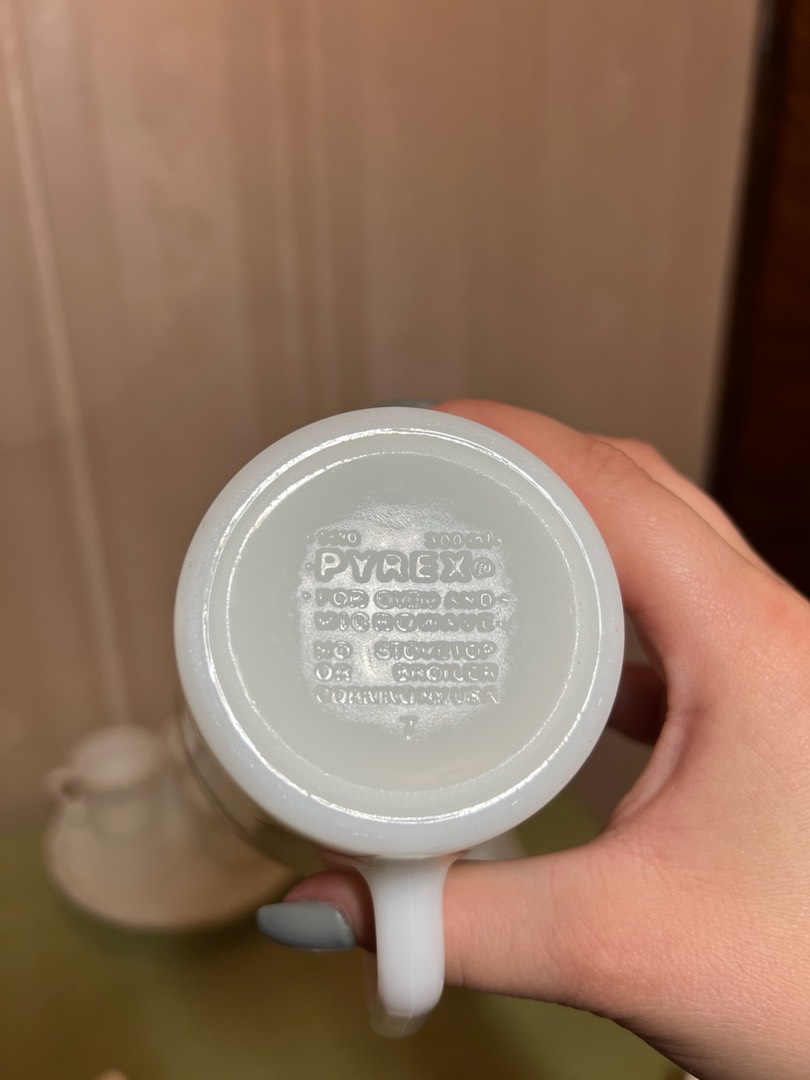 PYREX®
FOR OVEN AND
MICROWAVE
NO STOVETOP
OR BROILER
CORNING NY/USA